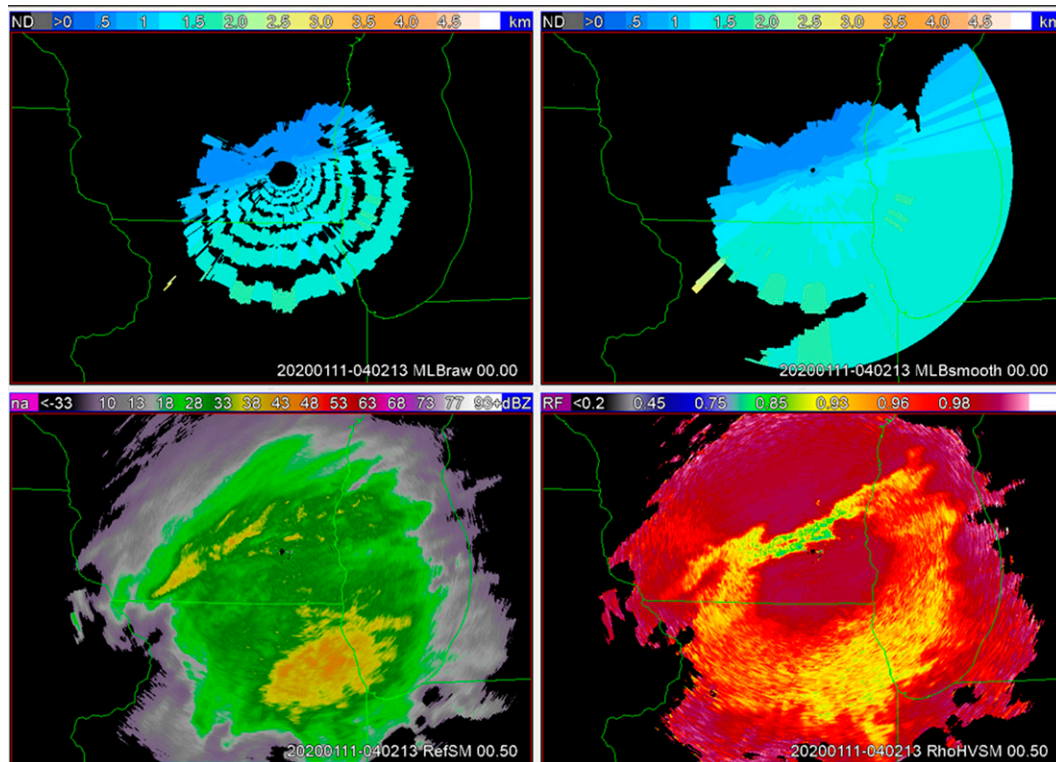 ND >0 .5 1 1.5 2.0 2.5 3.0 3.5 4.0 4.5 km
ND >0 .5 1 1.5 2.0 2.5 3.0 3.5 4.0 4.5 km
20200111-040213 MLBraw 00.00
20200111-040213 MLBsmooth 00.00
na <-33 10 13 18 28 33 38 43 48 53 63 68 73 77 93+dBZ
RF <0.2 0.45 0.75 0.85 0.93 0.96 0.98
20200111-040213 RefSM 00.50
20200111-040213 RhoHVSM 00.50